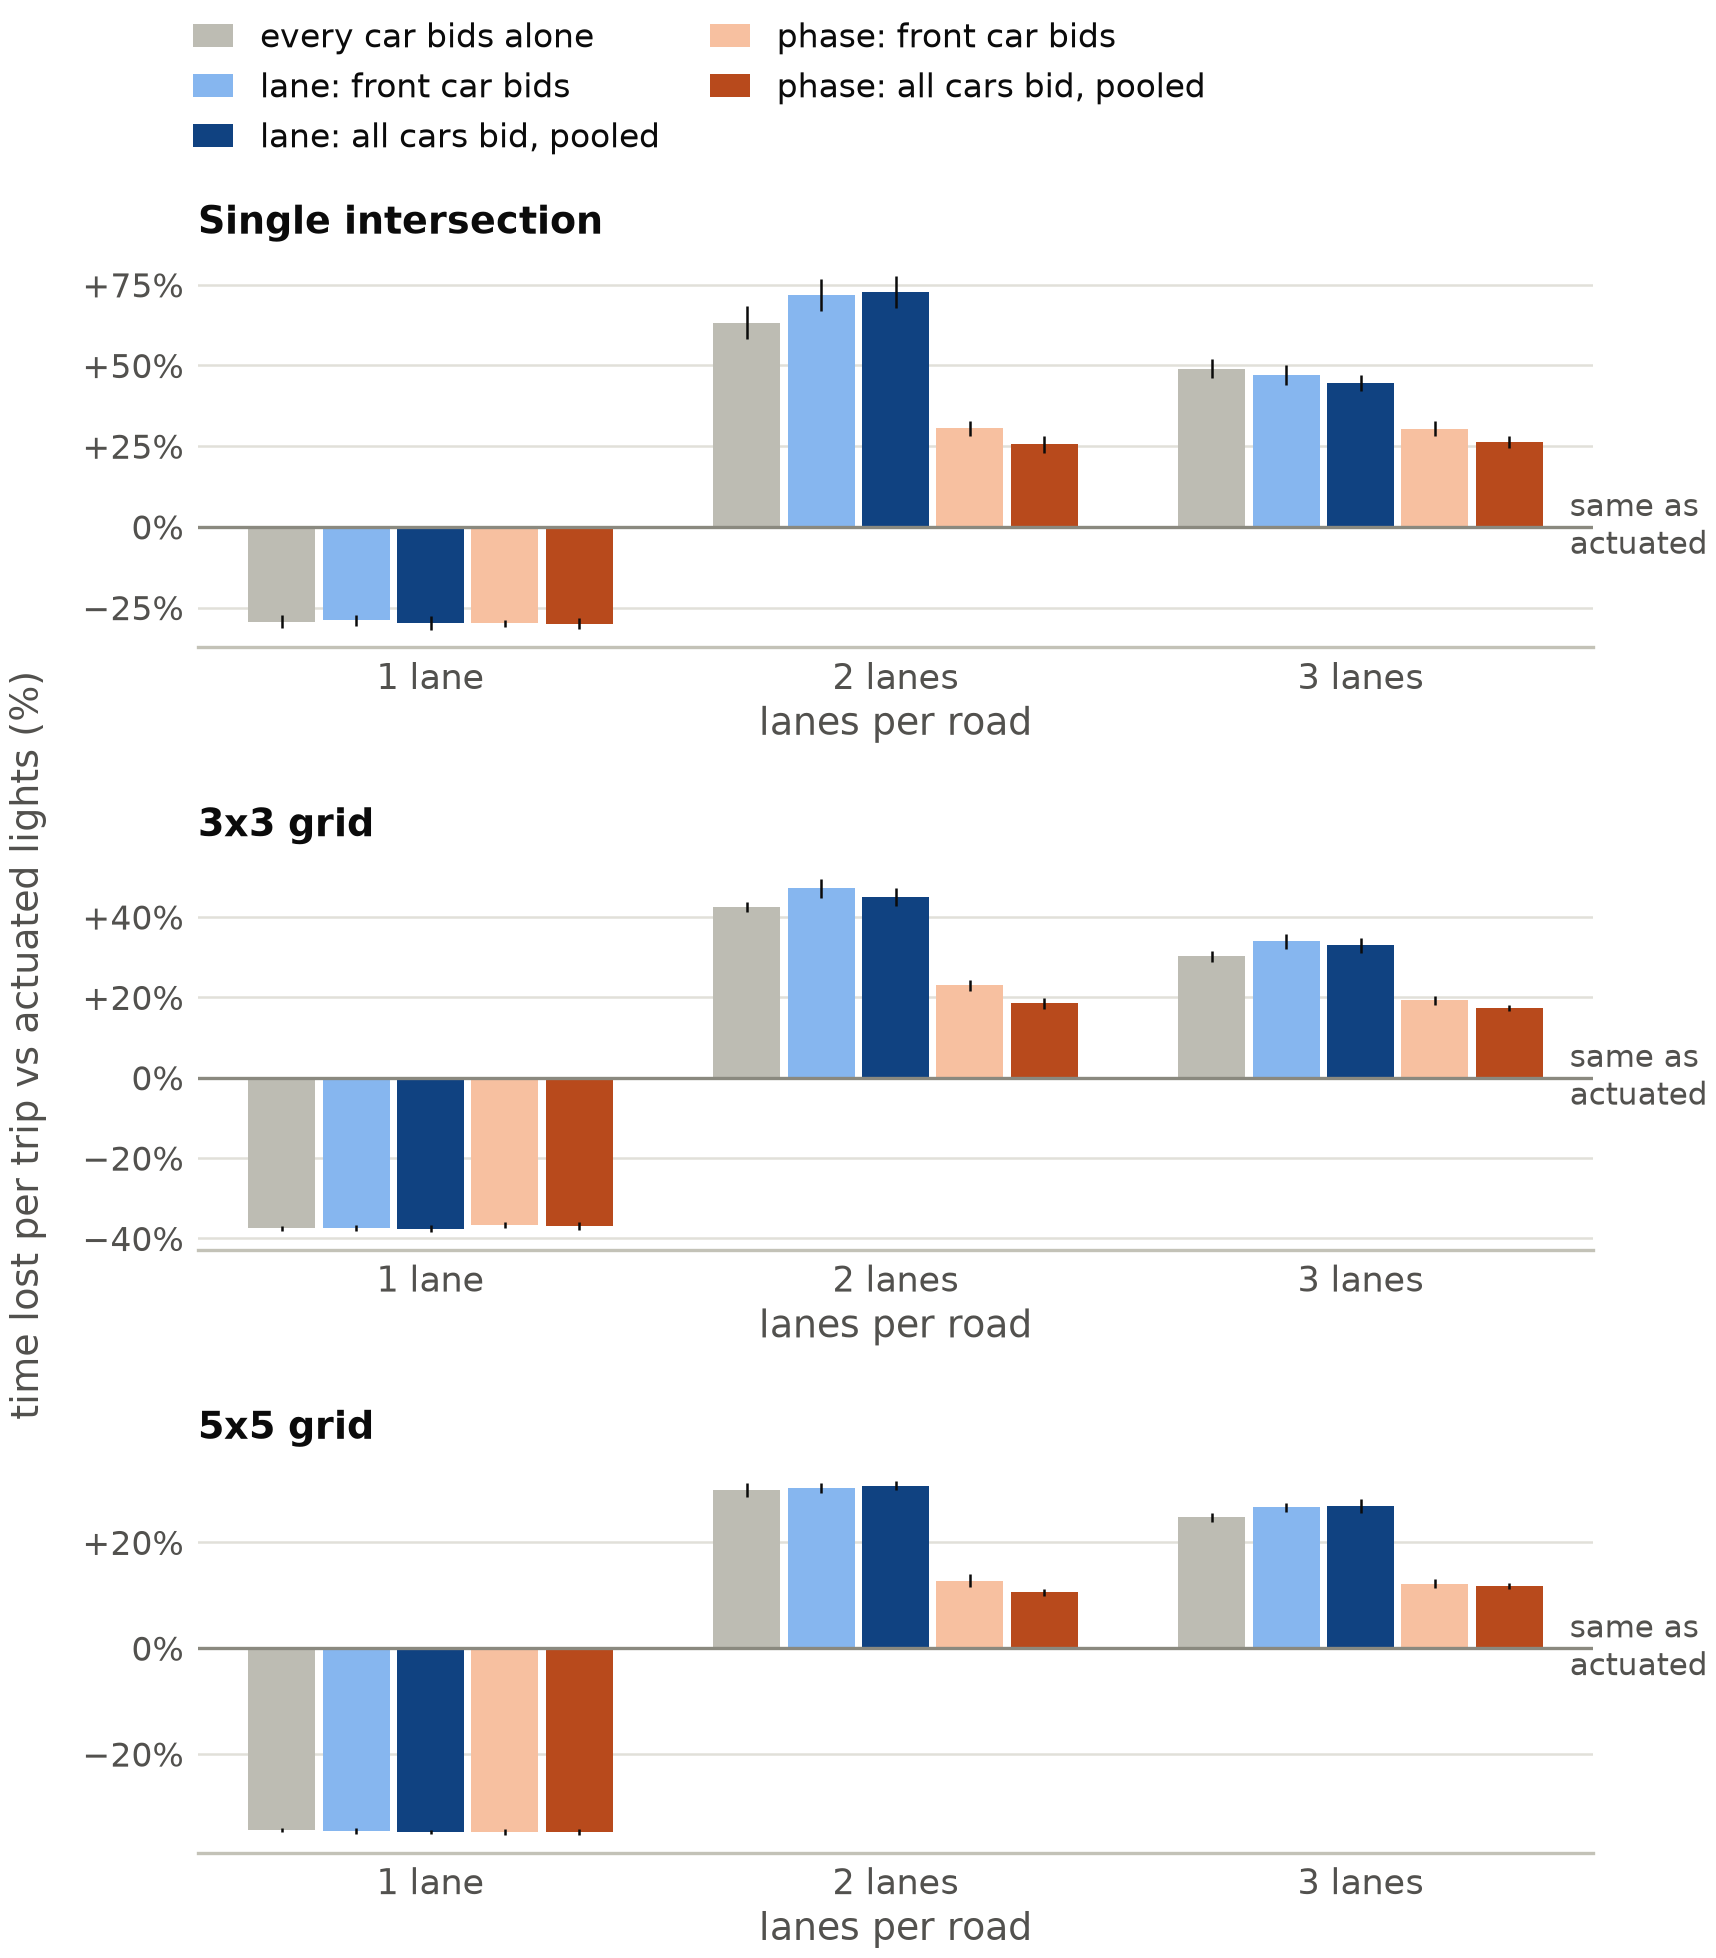 every car bids alone
lane: front car bids
lane: all cars bid, pooled
phase: front car bids
phase: all cars bid, pooled
time lost per trip vs actuated lights (%)
Single intersection
+75%
+50%
+25%
0%
−25%
same as
actuated
1 lane
2 lanes
3 lanes
lanes per road
3x3 grid
+40%
+20%
0%
−20%
−40%
same as
actuated
1 lane
2 lanes
3 lanes
lanes per road
5x5 grid
+20%
0%
−20%
same as
actuated
1 lane
2 lanes
3 lanes
lanes per road